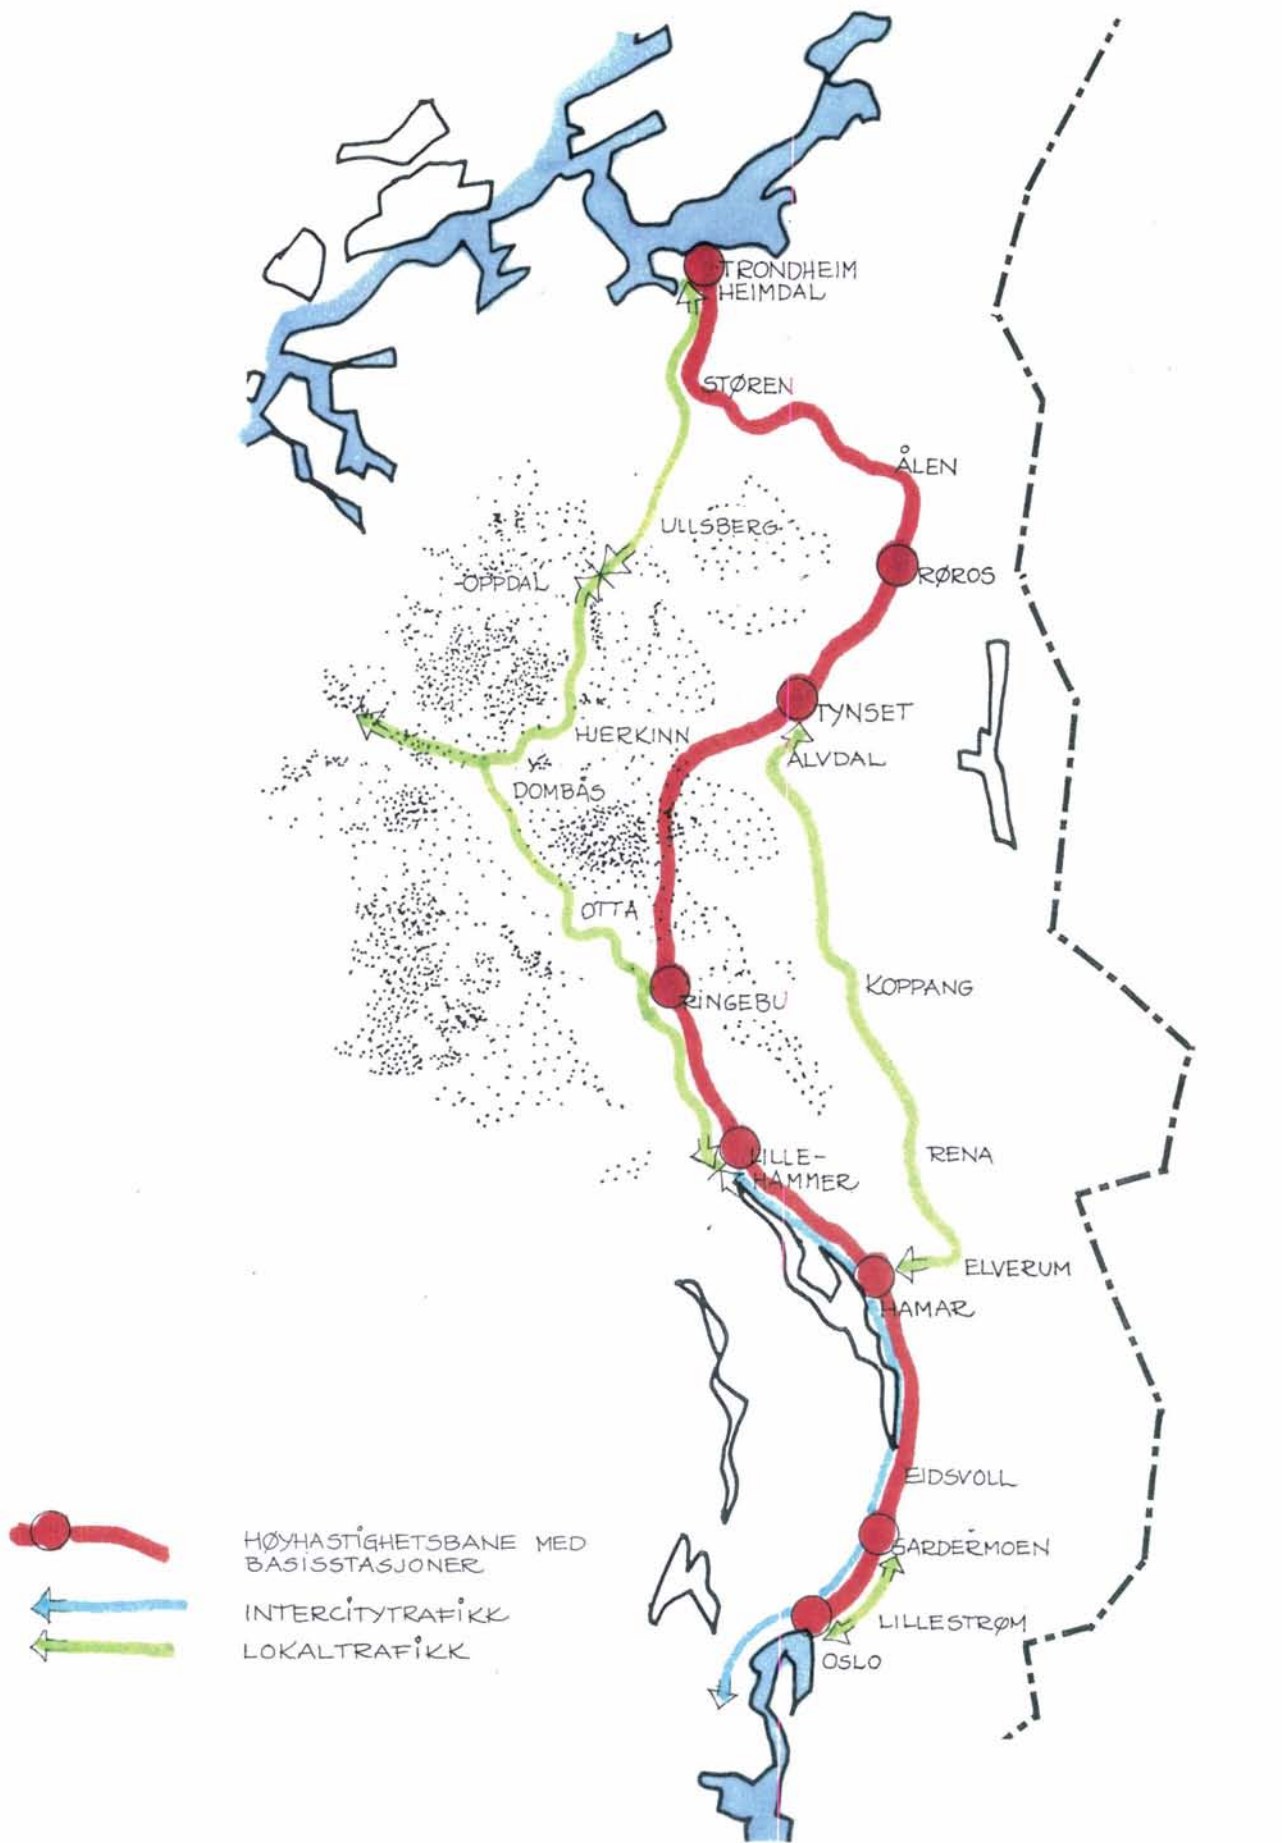 TRONDHEIM
HEIMDAL
STØREN
ÅLEN
ULLSBERG
OPPDAL
RØROS
TYNSET
HJERKINN
ALVDAL
DOMBÅS
OTTA
KOPPANG
RINGEBU
LILLE-
HAMMER
RENA
ELVERUM
HAMAR
EIDSVOLL
GARDERMOEN
LILLESTRØM
OSLO
HØYHASTIGHETSBANE MED
BASISSTASJONER
INTERCITYTRAFIKK
LOKALTRAFIKK